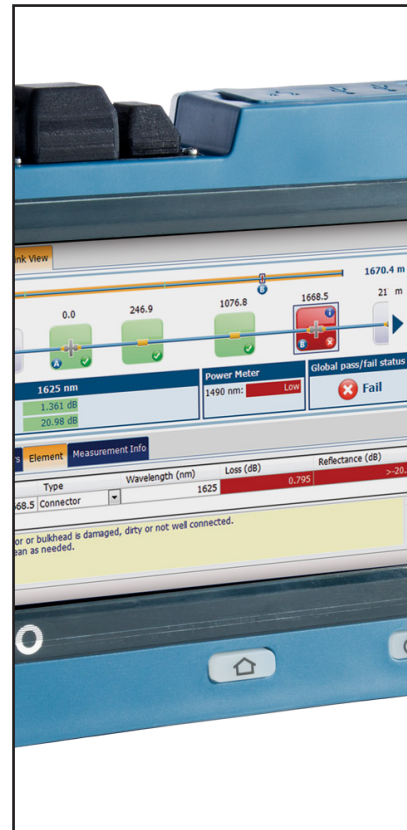 ink View
1670.4 m
B
0.0
246.9
1076.8
1668.5
21 m
A
B
1625 nm
1.361 dB
20.98 dB
Power Meter
1490 nm: Low
Global pass/fail status
Fail
s Element Measurement Info
Type Wavelength (nm) Loss (dB) Reflectance (dB)
568.5 Connector 1625 0.795 >-20.
or or bulkhead is damaged, dirty or not well connected.
ean as needed.
O